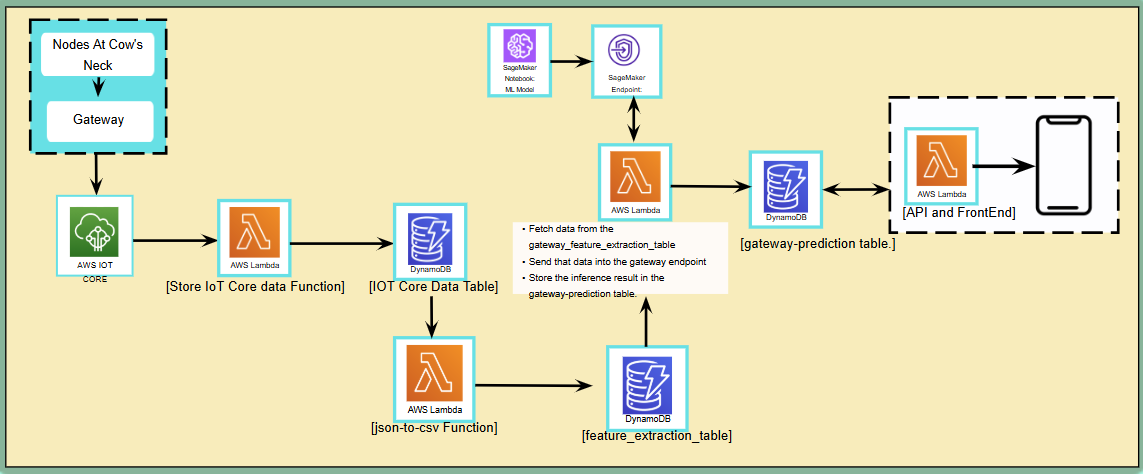 Nodes At Cow's
Neck
Gateway
AWS IOT
CORE
AWS Lambda
[Store IoT Core data Function]
DynamoDB
[IOT Core Data Table]
AWS Lambda
[json-to-csv Function]
DynamoDB
[feature_extraction_table]
SageMaker
Notebook:
ML Model
SageMaker
Endpoint:
AWS Lambda
• Fetch data from the
gateway_feature_extraction_table
• Send that data into the gateway endpoint
• Store the inference result in the
gateway-prediction table.
DynamoDB
[gateway-prediction table.]
AWS Lambda
[API and FrontEnd]